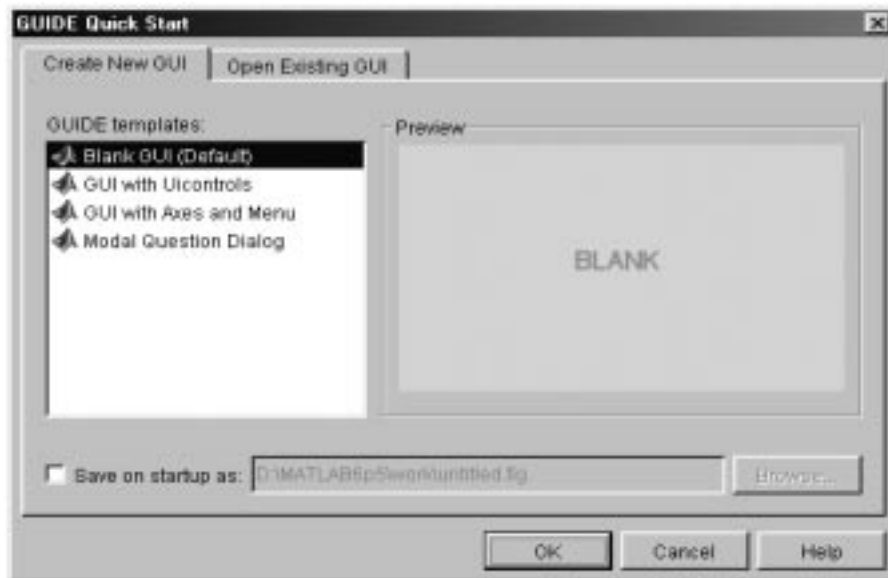 GUIDE Quick Start
Create New GUI
Open Existing GUI
GUIDE templates:
Preview
Blank GUI (Default)
GUI with Uicontrols
GUI with Axes and Menu
Modal Question Dialog
BLANK
Save on startup as:
D:\MATLAB6p5\work\untitled.fig
Browse...
OK
Cancel
Help